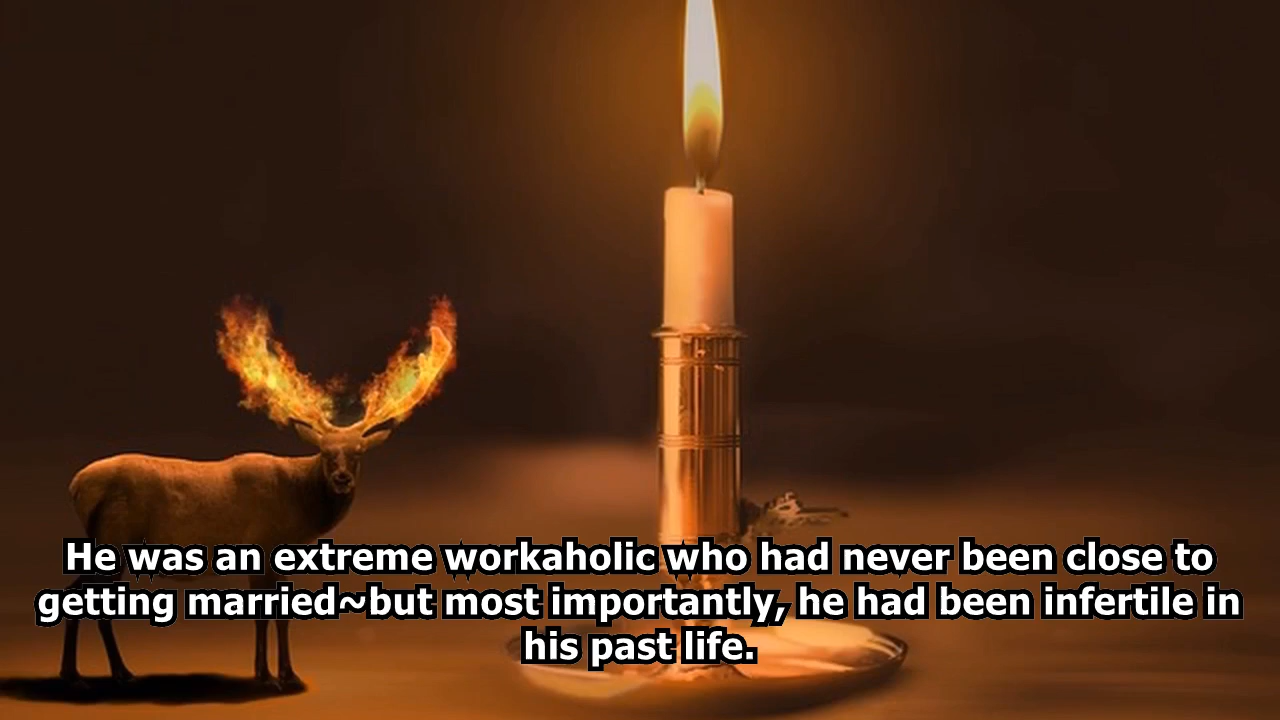 He was an extreme workaholic who had never been close to
getting married~but most importantly, he had been infertile in
his past life.